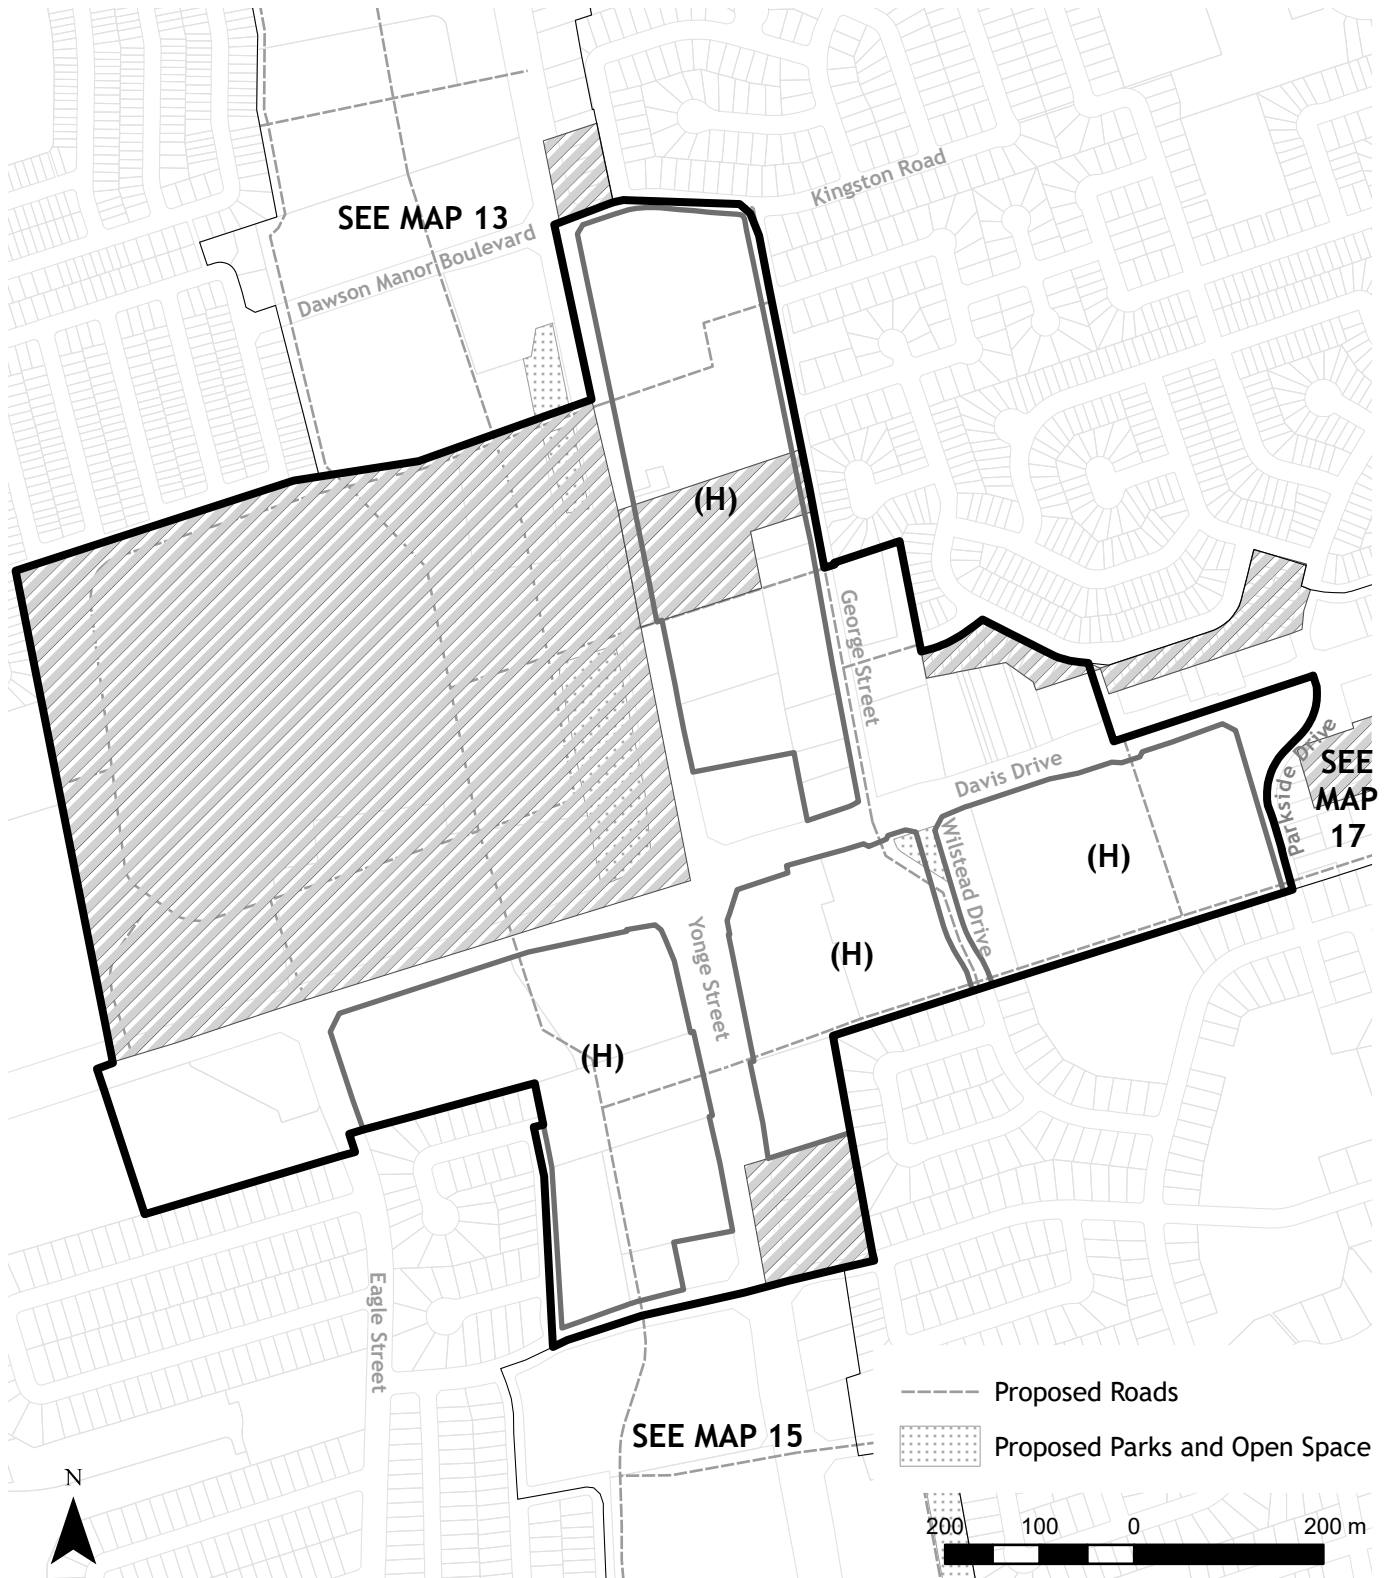 Kingston Road
SEE MAP 13
Dawson Manor Boulevard
(H)
George Street
Davis Drive
Parkside Drive
SEE
MAP
17
Wilstead Drive
(H)
(H)
Yonge Street
(H)
Eagle Street
SEE MAP 15
Proposed Roads
Proposed Parks and Open Space
N
200 100 0 200 m